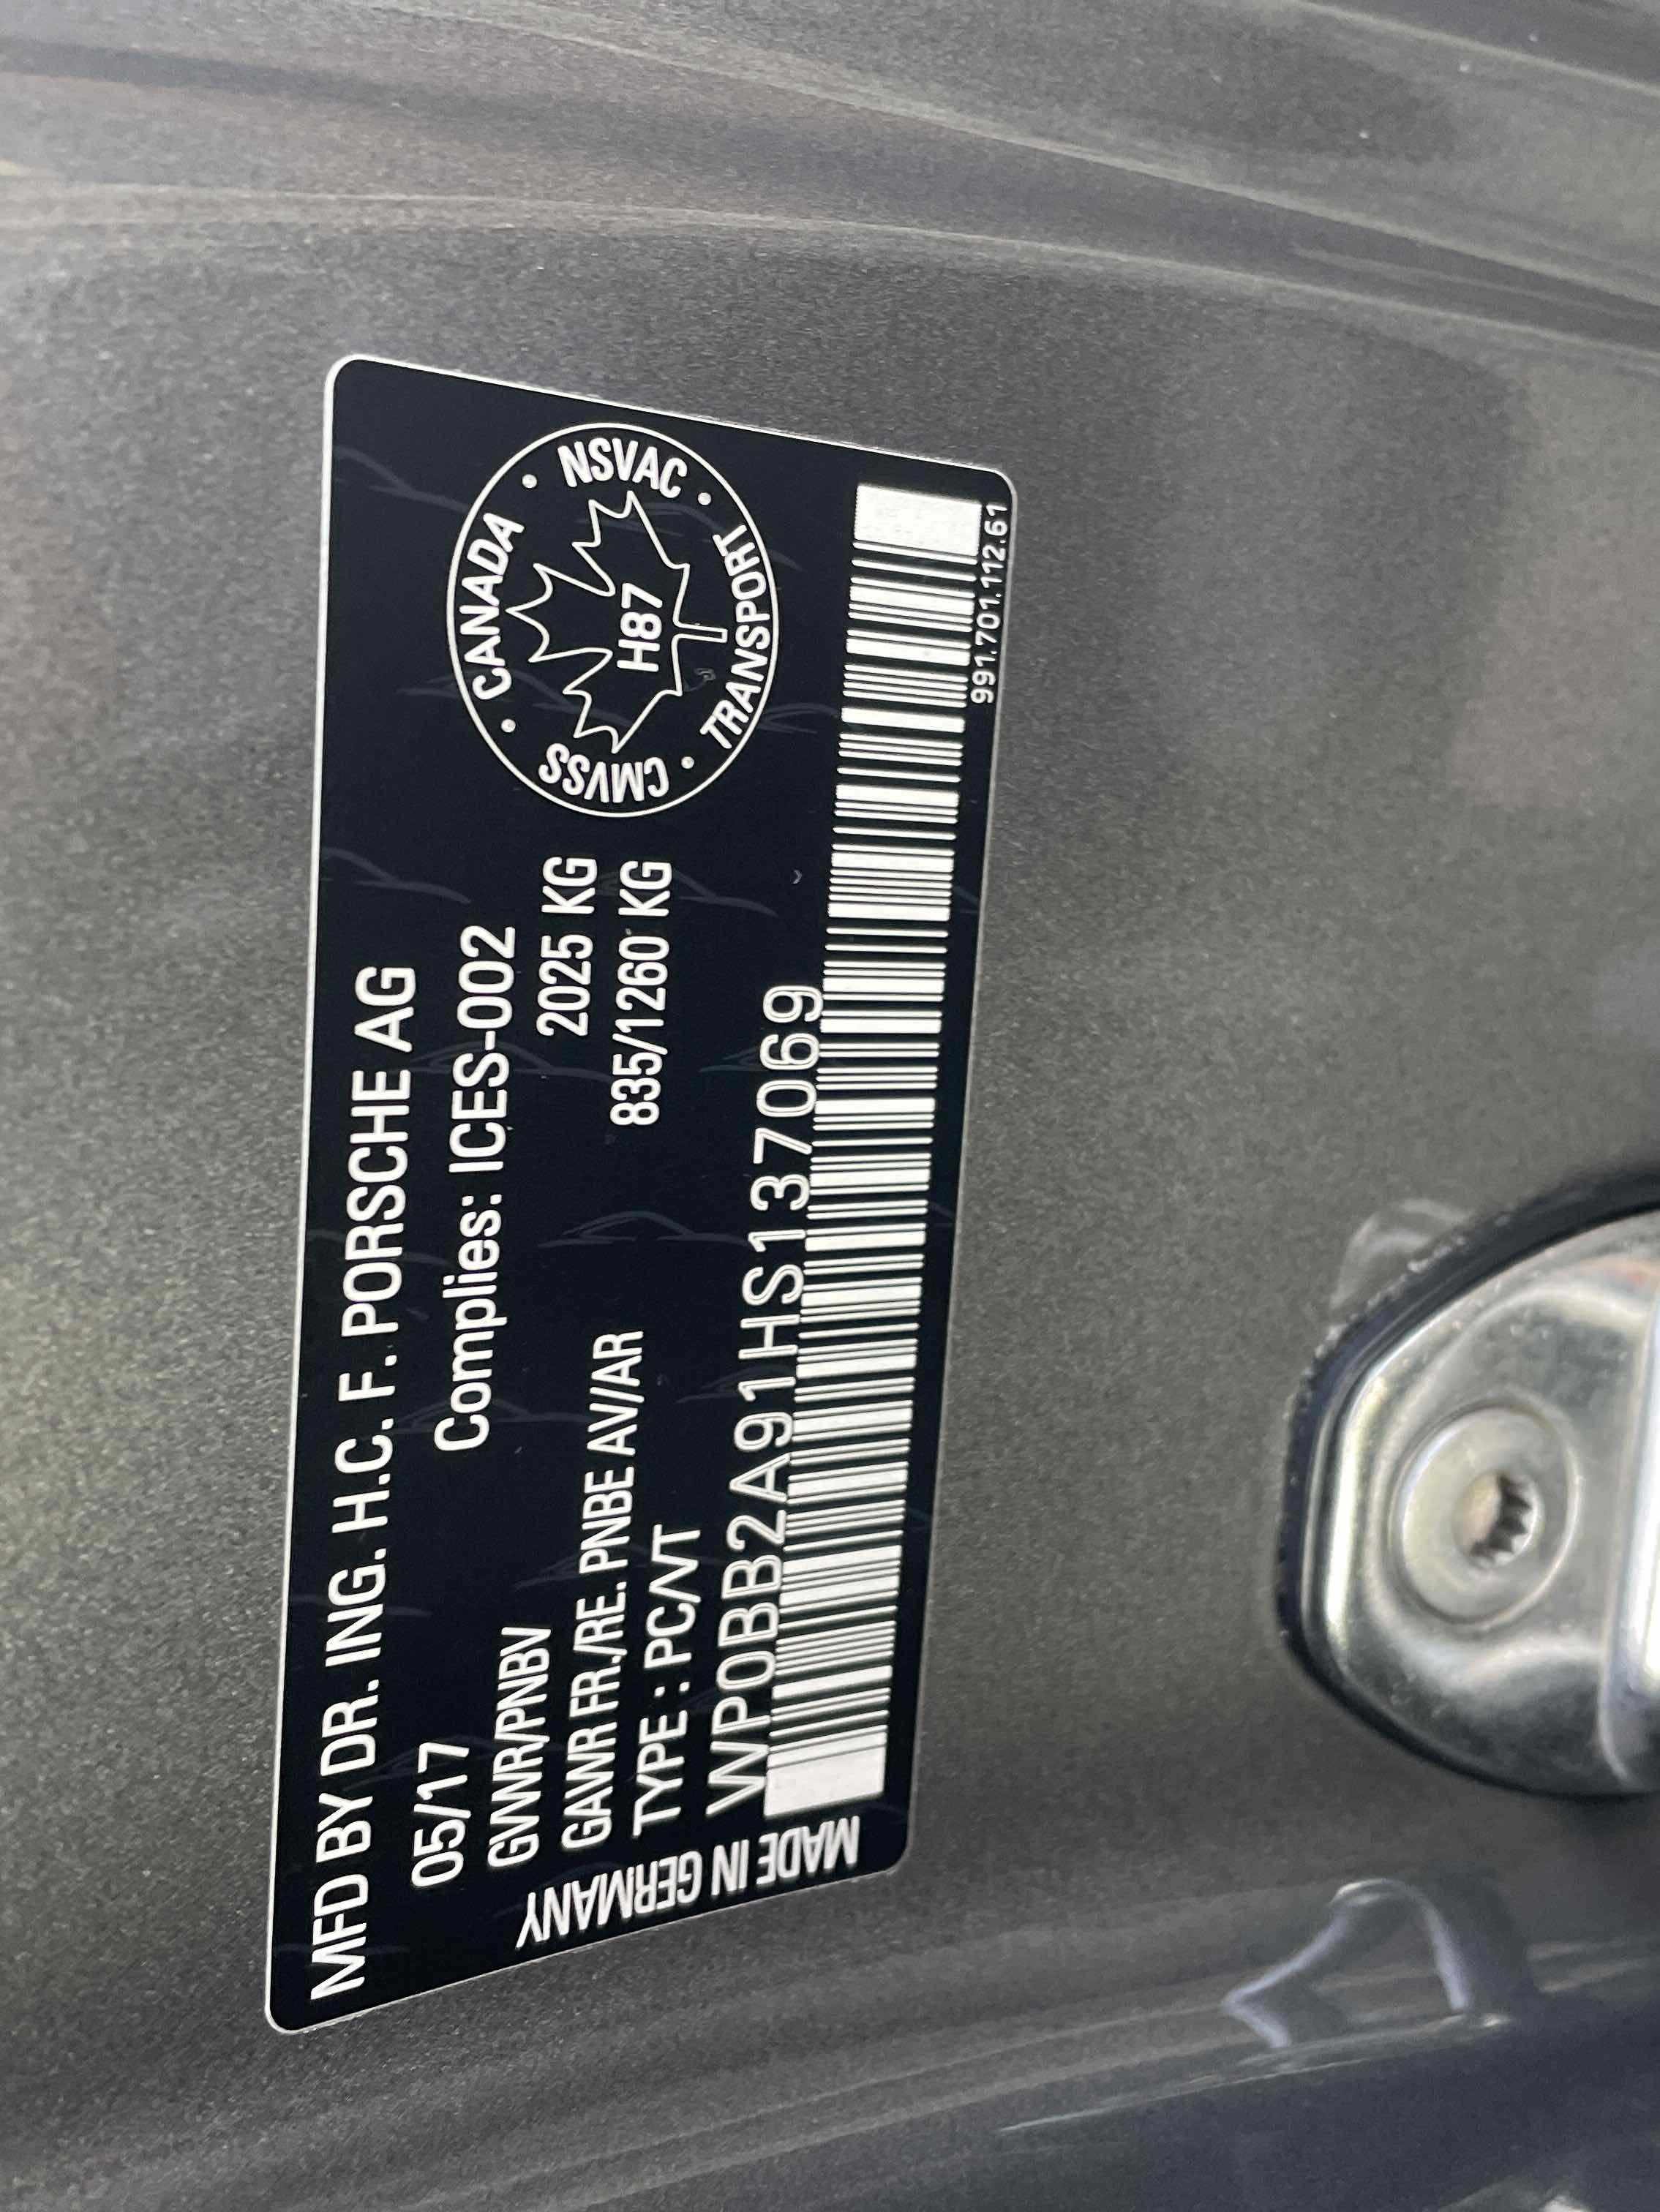 MFD BY DR. ING. H.C. F. PORSCHE AG
05/17 Complies: ICES-002
GVWR/PNBV 2025 KG
GAWR FR./RE. PNBE AV/AR 835/1260 KG
TYPE : PC/VT
WP0BB2A91HS137069
MADE IN GERMANY
CANADA
NSVAC
TRANSPORT
CMVSS
H87
991.701.112.61